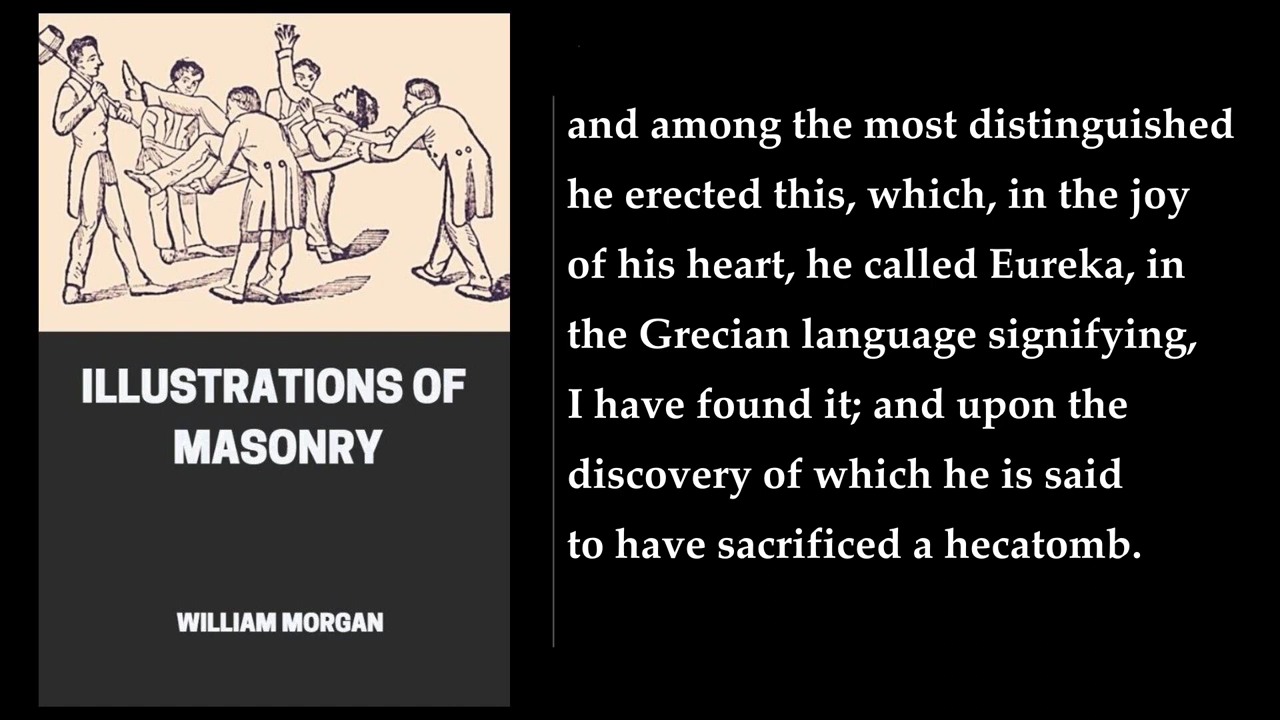 ILLUSTRATIONS OF
MASONRY
WILLIAM MORGAN
and among the most distinguished
he erected this, which, in the joy
of his heart, he called Eureka, in
the Grecian language signifying,
I have found it; and upon the
discovery of which he is said
to have sacrificed a hecatomb.